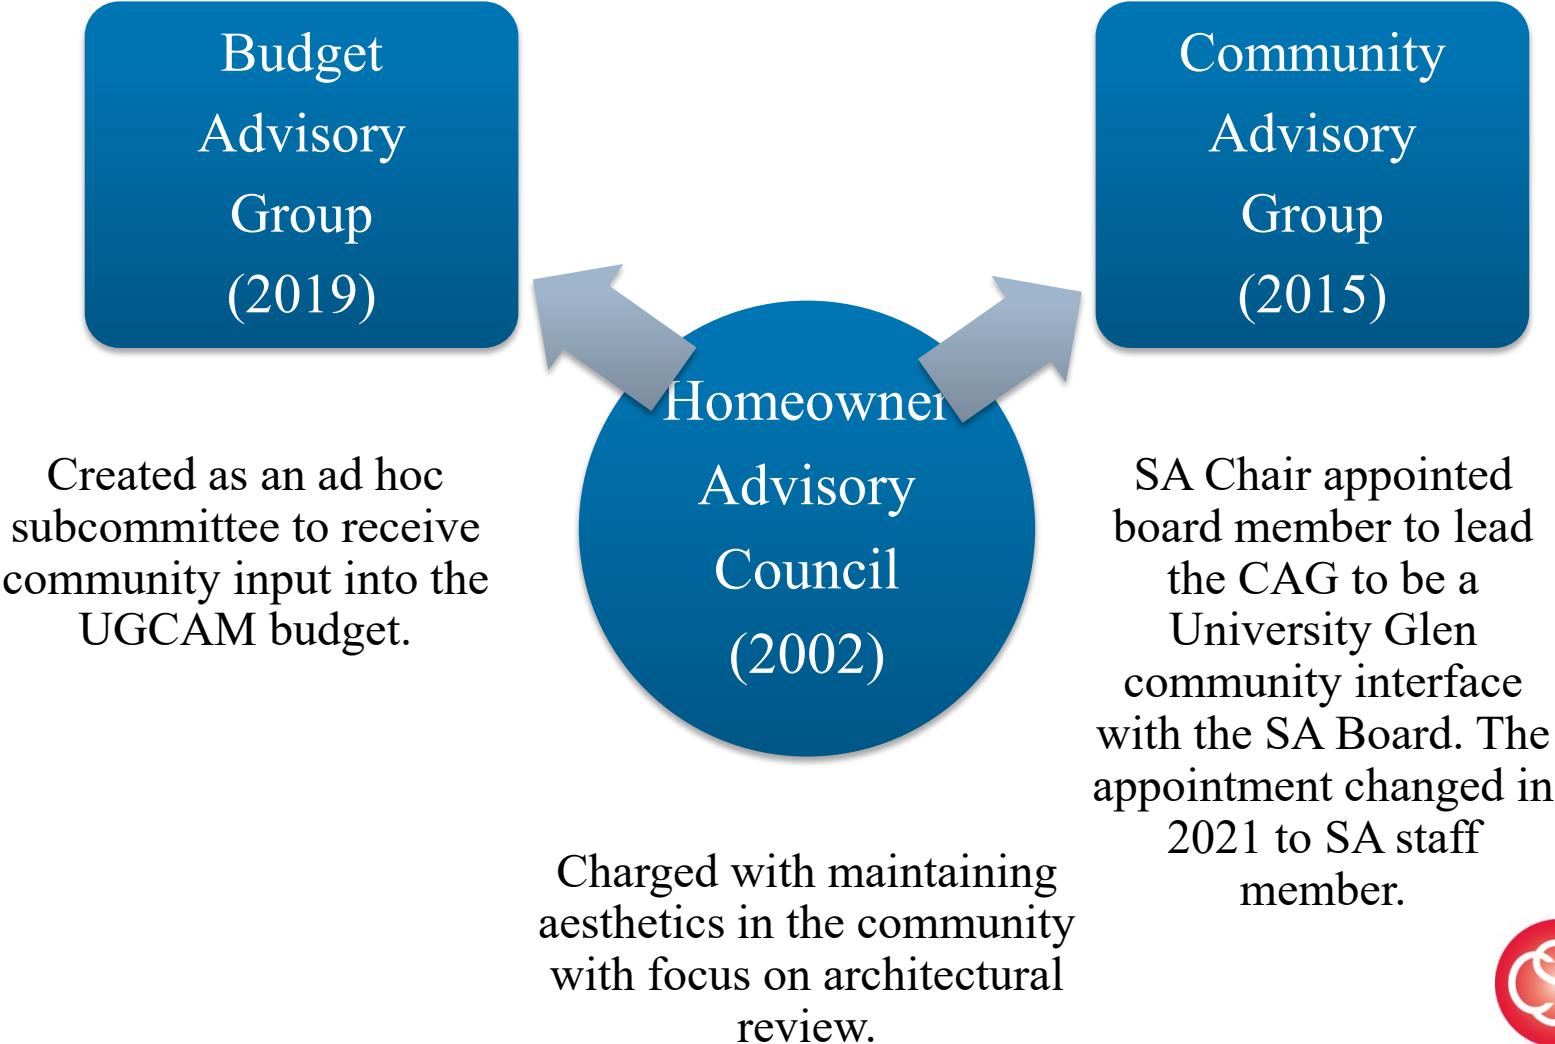 Budget
Advisory
Group
(2019)
Community
Advisory
Group
(2015)
Homeowner
Advisory
Council
(2002)
Created as an ad hoc
subcommittee to receive
community input into the
UGCAM budget.
SA Chair appointed
board member to lead
the CAG to be a
University Glen
community interface
with the SA Board. The
appointment changed in
2021 to SA staff
member.
Charged with maintaining
aesthetics in the community
with focus on architectural
review.